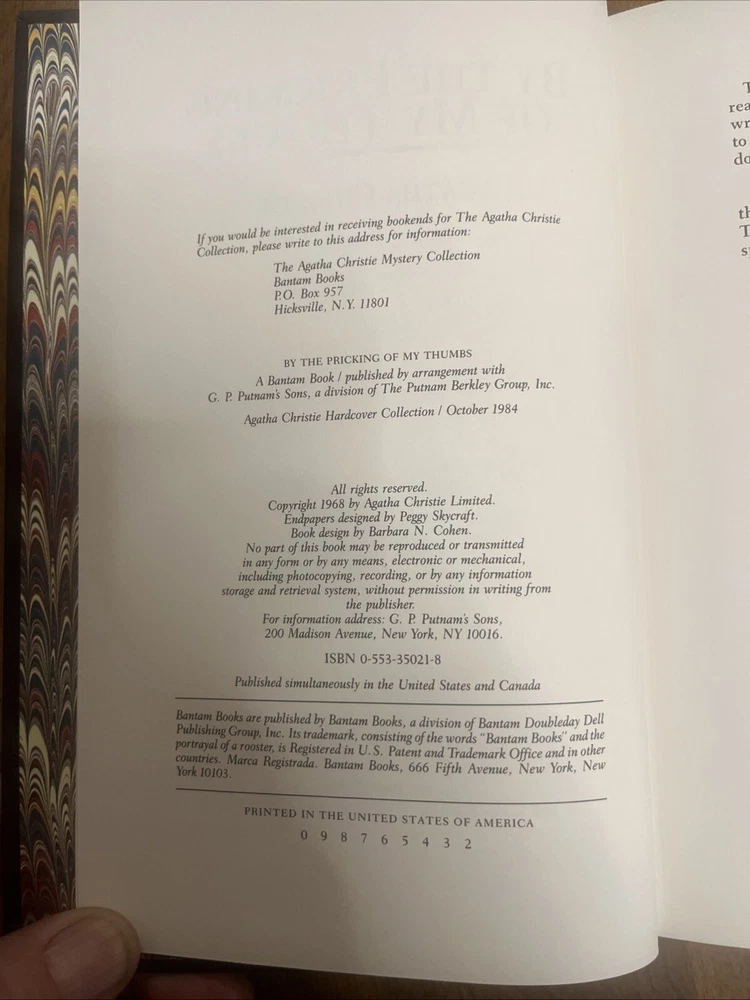 If you would be interested in receiving bookends for The Agatha Christie
Collection, please write to this address for information:
The Agatha Christie Mystery Collection
Bantam Books
P.O. Box 957
Hicksville, N.Y. 11801
BY THE PRICKING OF MY THUMBS
A Bantam Book / published by arrangement with
G. P. Putnam's Sons, a division of The Putnam Berkley Group, Inc.
Agatha Christie Hardcover Collection / October 1984
All rights reserved.
Copyright 1968 by Agatha Christie Limited.
Endpapers designed by Peggy Skycraft.
Book design by Barbara N. Cohen.
No part of this book may be reproduced or transmitted
in any form or by any means, electronic or mechanical,
including photocopying, recording, or by any information
storage and retrieval system, without permission in writing from
the publisher.
For information address: G. P. Putnam's Sons,
200 Madison Avenue, New York, NY 10016.
ISBN 0-553-35021-8
Published simultaneously in the United States and Canada
Bantam Books are published by Bantam Books, a division of Bantam Doubleday Dell
Publishing Group, Inc. Its trademark, consisting of the words "Bantam Books" and the
portrayal of a rooster, is Registered in U.S. Patent and Trademark Office and in other
countries. Marca Registrada. Bantam Books, 666 Fifth Avenue, New York, New
York 10103.
PRINTED IN THE UNITED STATES OF AMERICA
0 9 8 7 6 5 4 3 2
to